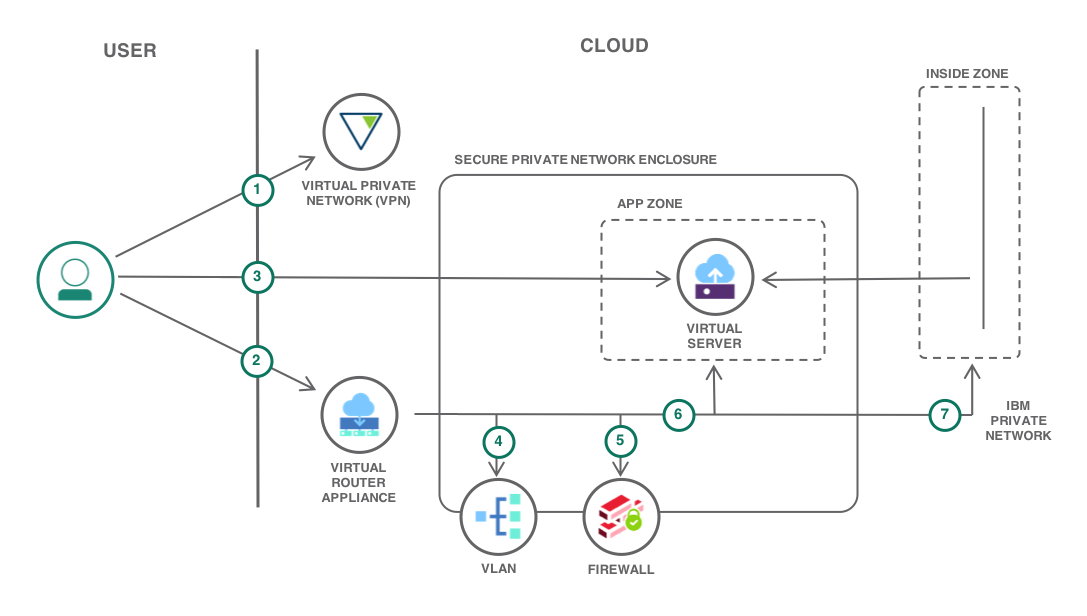 USER
CLOUD
INSIDE ZONE
1
VIRTUAL PRIVATE
NETWORK (VPN)
SECURE PRIVATE NETWORK ENCLOSURE
APP ZONE
3
VIRTUAL
SERVER
2
VIRTUAL
ROUTER
APPLIANCE
4
5
6
7
IBM
PRIVATE
NETWORK
VLAN
FIREWALL